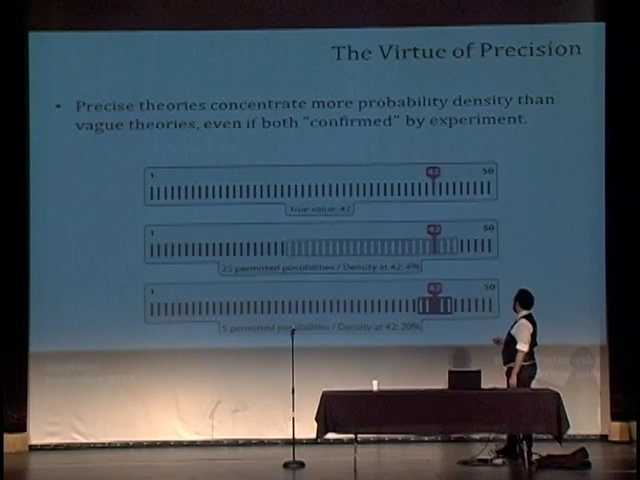 The Virtue of Precision
• Precise theories concentrate more probability density than
vague theories, even if both "confirmed" by experiment.
1 42 50
True value: 42
1 42 50
25 permitted possibilities / Density at 42: 4%
1 42 50
5 permitted possibilities / Density at 42: 20%